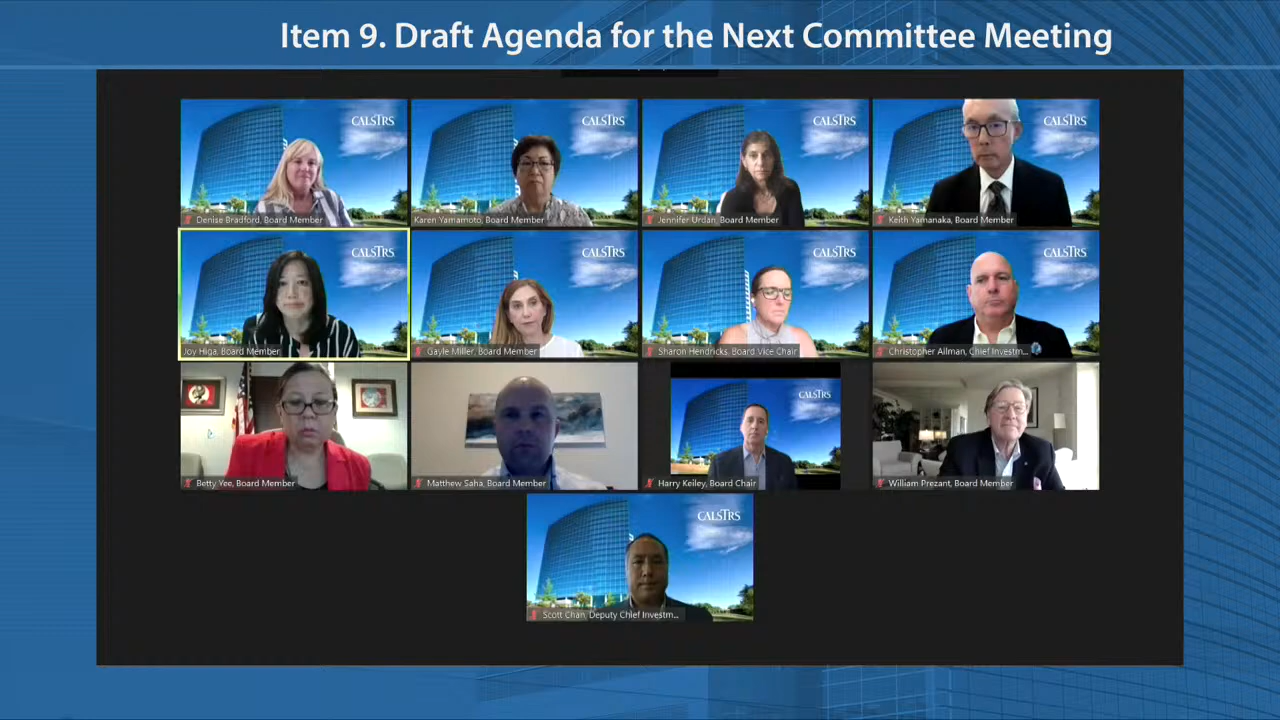 Item 9. Draft Agenda for the Next Committee Meeting
CALSTRS
CALSTRS
CALSTRS
CALSTRS
Denise Bradford, Board Member
Karen Yamamoto, Board Member
Jennifer Urdan, Board Member
Keith Yamanaka, Board Member
CALSTRS
CALSTRS
CALSTRS
CALSTRS
Joy Higa, Board Member
Gayle Miller, Board Member
Sharon Hendricks, Board Vice Chair
Christopher Ailman, Chief Investm...
CALSTRS
Betty Yee, Board Member
Matthew Saha, Board Member
Harry Keiley, Board Chair
William Prezant, Board Member
CALSTRS
Scott Chan, Deputy Chief Investm...